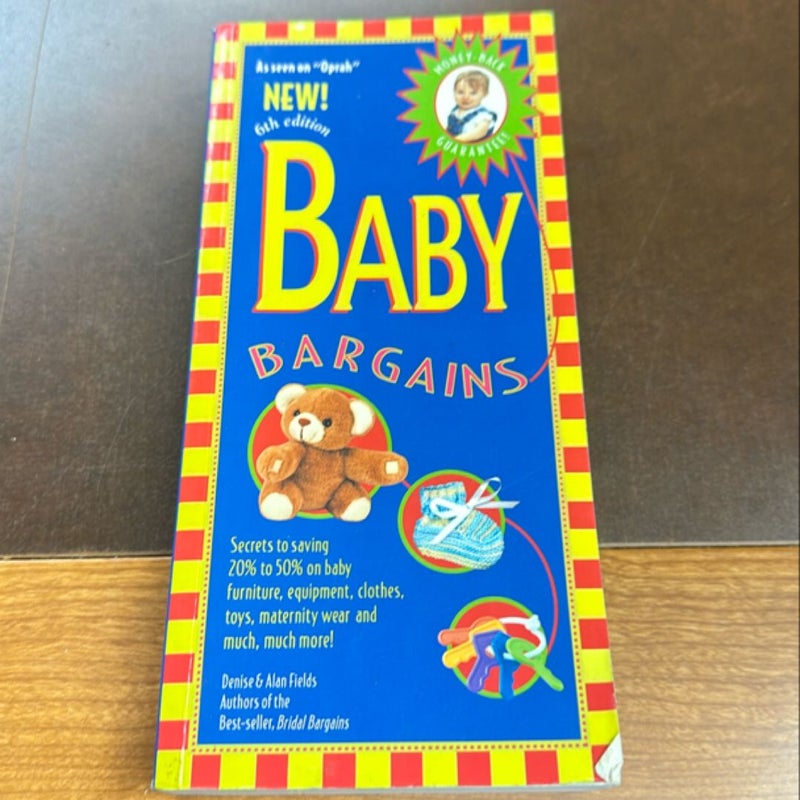 As seen on "Oprah"
NEW!
6th edition
MONEY-BACK
GUARANTEE!
BABY
BARGAINS
Secrets to saving
20% to 50% on baby
furniture, equipment, clothes,
toys, maternity wear and
much, much more!
Denise & Alan Fields
Authors of the
Best-seller, Bridal Bargains